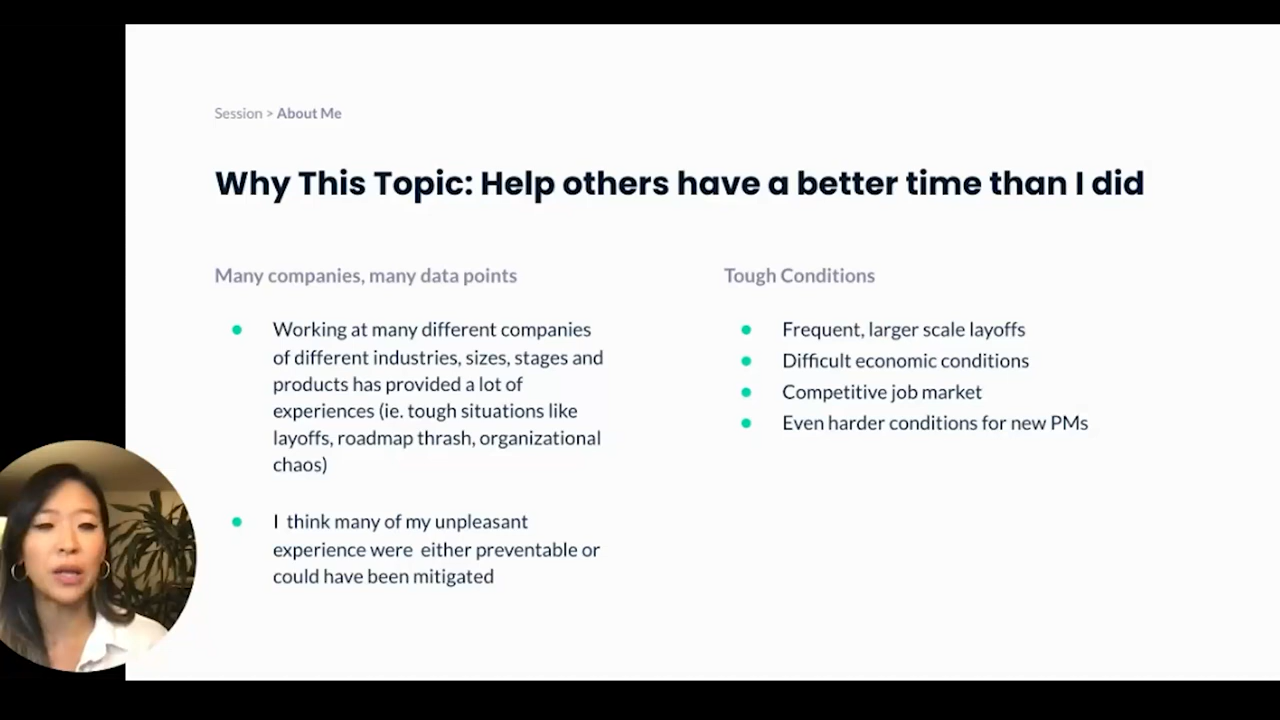 Session > About Me
Why This Topic: Help others have a better time than I did
Many companies, many data points
Working at many different companies
of different industries, sizes, stages and
products has provided a lot of
experiences (ie. tough situations like
layoffs, roadmap thrash, organizational
chaos)
I think many of my unpleasant
experience were either preventable or
could have been mitigated
Tough Conditions
Frequent, larger scale layoffs
Difficult economic conditions
Competitive job market
Even harder conditions for new PMs